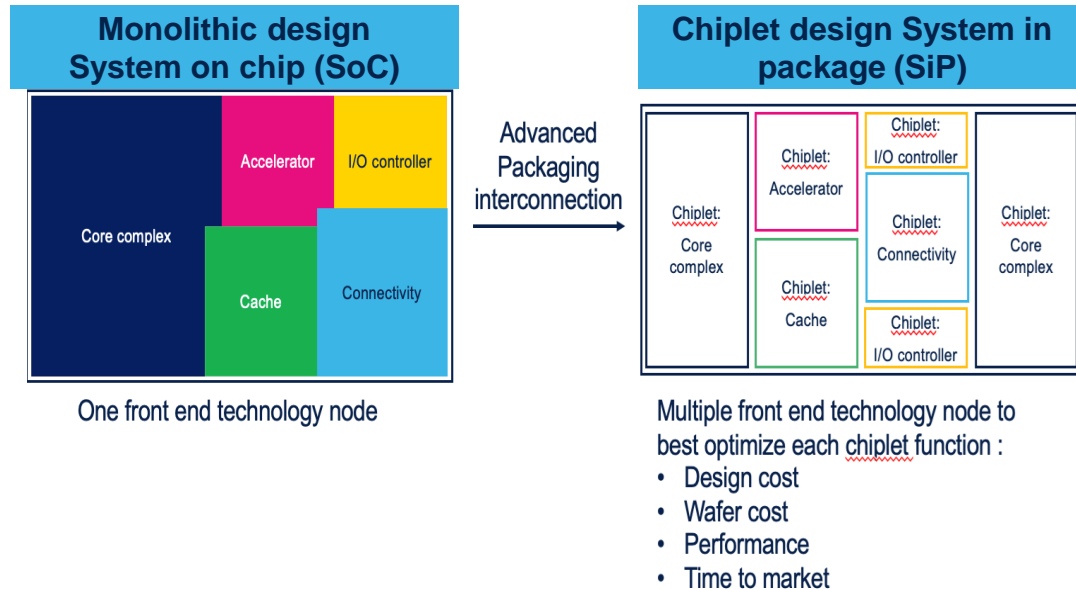 Monolithic design
System on chip (SoC)
Core complex
Accelerator
I/O controller
Cache
Connectivity
One front end technology node
Advanced
Packaging
interconnection
Chiplet design System in
package (SiP)
Chiplet:
Core
complex
Chiplet:
Accelerator
Chiplet:
Cache
Chiplet:
I/O controller
Chiplet:
Connectivity
Chiplet:
I/O controller
Chiplet:
Core
complex
Multiple front end technology node to
best optimize each chiplet function :
• Design cost
• Wafer cost
• Performance
• Time to market